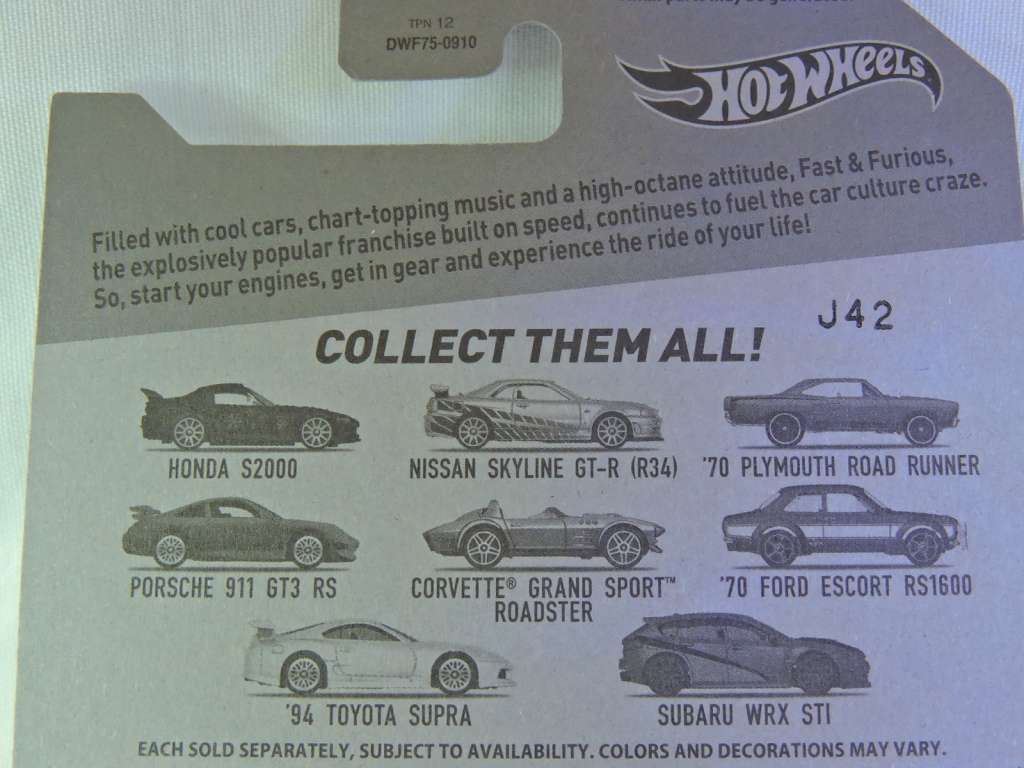 TPN 12
DWF75-0910
HOT WHEELS
Filled with cool cars, chart-topping music and a high-octane attitude, Fast & Furious,
the explosively popular franchise built on speed, continues to fuel the car culture craze.
So, start your engines, get in gear and experience the ride of your life!
J42
COLLECT THEM ALL!
HONDA S2000
NISSAN SKYLINE GT-R (R34)
'70 PLYMOUTH ROAD RUNNER
PORSCHE 911 GT3 RS
CORVETTE® GRAND SPORT™
ROADSTER
'70 FORD ESCORT RS1600
'94 TOYOTA SUPRA
SUBARU WRX STI
EACH SOLD SEPARATELY, SUBJECT TO AVAILABILITY. COLORS AND DECORATIONS MAY VARY.